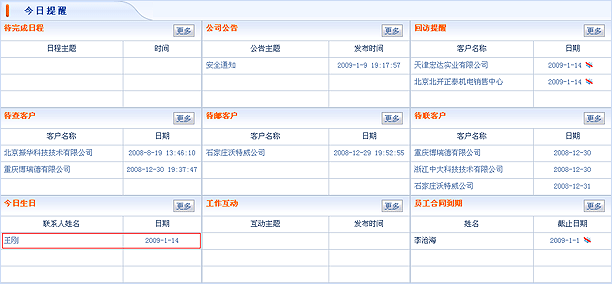 今日提醒
待完成日程 更多 公司公告 更多 回访提醒 更多
日程主题 时间 公告主题 发布时间 客户名称 日期
安全通知 2009-1-9 19:17:57 天津宏达实业有限公司 2009-1-14
北京北开正泰机电销售中心 2009-1-14
待查客户 更多 待邮客户 更多 待联客户 更多
客户名称 日期 客户名称 日期 客户名称 日期
北京振华科技技术有限公司 2008-8-19 13:46:10 石家庄沃特威公司 2008-12-29 19:52:55 重庆博瑞德有限公司 2008-12-30
重庆博瑞德有限公司 2008-12-30 19:37:47 浙江中大科技技术有限公司 2008-12-30
石家庄沃特威公司 2008-12-31
今日生日 更多 工作互动 更多 员工合同到期 更多
联系人姓名 日期 互动主题 发布时间 姓名 截止日期
王刚 2009-1-14 李沧海 2009-1-1